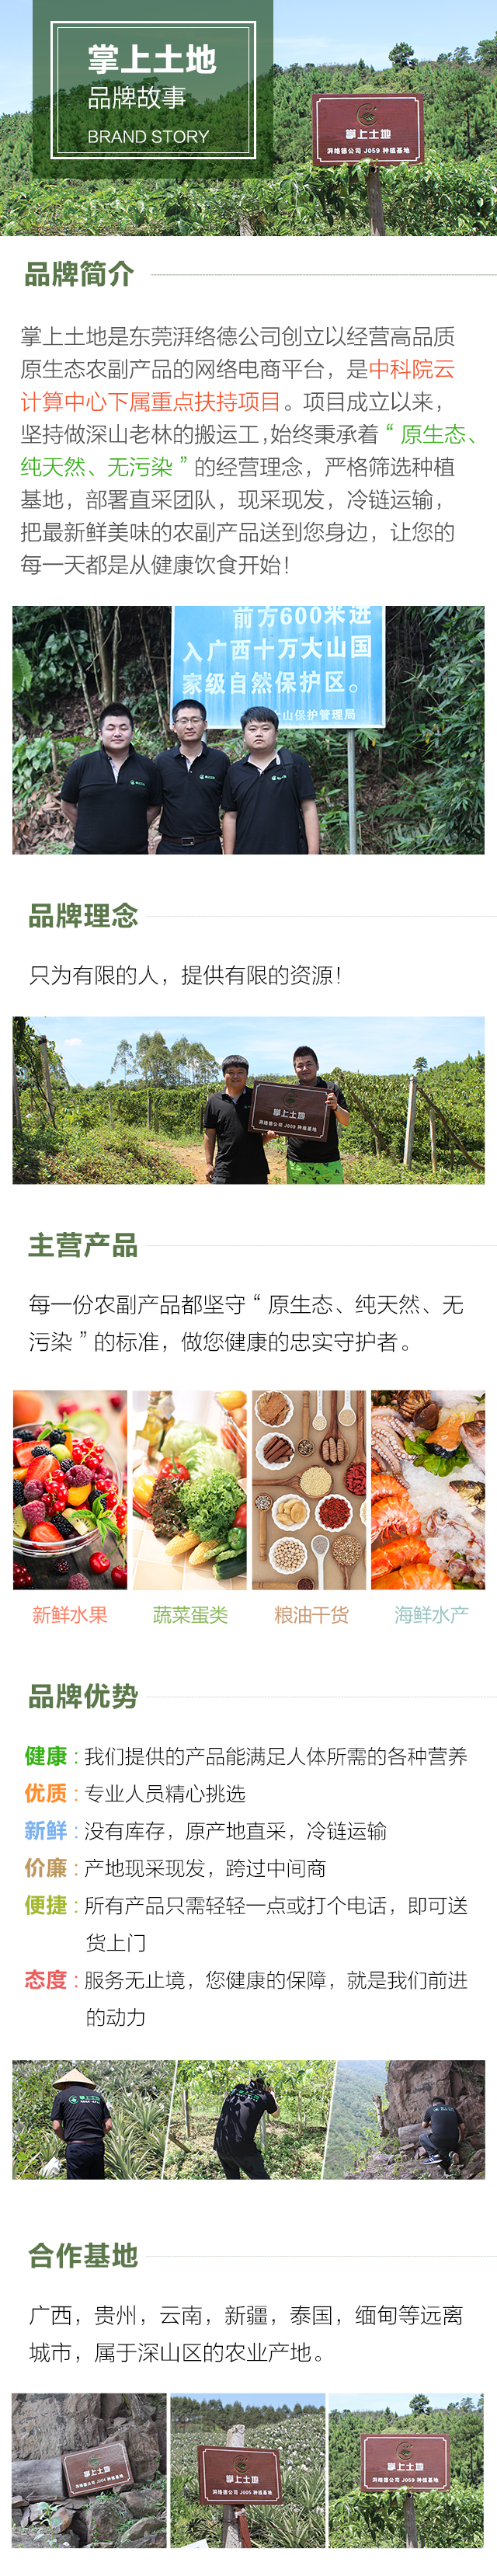 掌上土地
品牌故事
BRAND STORY
掌上土地
湃络德公司 J059 种植基地
品牌简介
掌上土地是东莞湃络德公司创立以经营高品质
原生态农副产品的网络电商平台，是中科院云
计算中心下属重点扶持项目。项目成立以来，
坚持做深山老林的搬运工,始终秉承着“原生态、
纯天然、无污染”的经营理念，严格筛选种植
基地，部署直采团队，现采现发，冷链运输，
把最新鲜美味的农副产品送到您身边，让您的
每一天都是从健康饮食开始！
前方600米进
入广西十万大山国
家级自然保护区。
大山保护管理局
品牌理念
只为有限的人，提供有限的资源！
掌上土地
湃络德公司 J059 种植基地
主营产品
每一份农副产品都坚守“原生态、纯天然、无
污染”的标准，做您健康的忠实守护者。
新鲜水果
蔬菜蛋类
粮油干货
海鲜水产
品牌优势
健康：我们提供的产品能满足人体所需的各种营养
优质：专业人员精心挑选
新鲜：没有库存，原产地直采，冷链运输
价廉：产地现采现发，跨过中间商
便捷：所有产品只需轻轻一点或打个电话，即可送
货上门
态度：服务无止境，您健康的保障，就是我们前进
的动力
掌上土地
合作基地
广西，贵州，云南，新疆，泰国，缅甸等远离
城市，属于深山区的农业产地。
掌上土地
湃络德公司 J004 种植基地
掌上土地
湃络德公司 J005 种植基地
掌上土地
湃络德公司 J059 种植基地